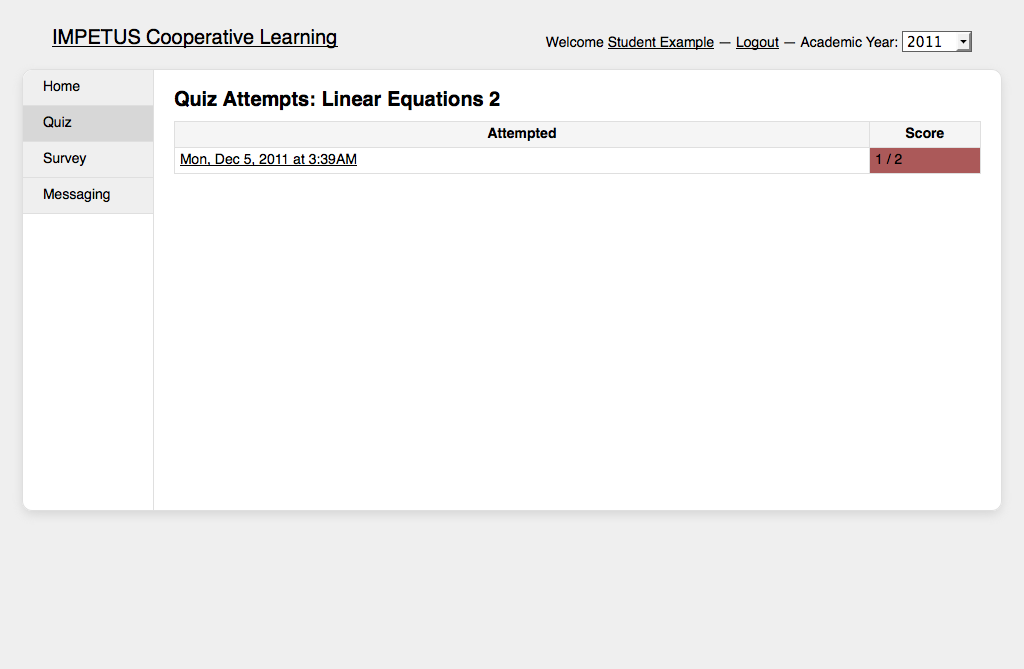 IMPETUS Cooperative Learning
Welcome Student Example — Logout — Academic Year: 2011
Home
Quiz
Survey
Messaging
Quiz Attempts: Linear Equations 2
Attempted Score
Mon, Dec 5, 2011 at 3:39AM 1 / 2